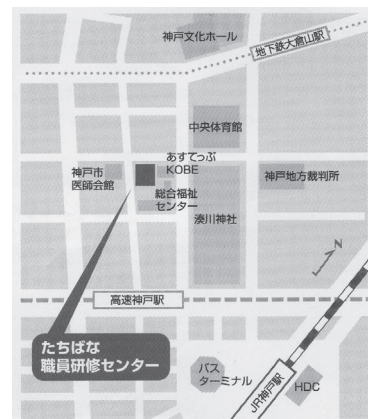 神戸文化ホール
地下鉄大倉山駅
中央体育館
あすてっぷ
KOBE
神戸市
医師会館
総合福祉
センター
神戸地方裁判所
湊川神社
N
高速神戸駅
たちばな
職員研修センター
バス
ターミナル
JR神戸駅
HDC